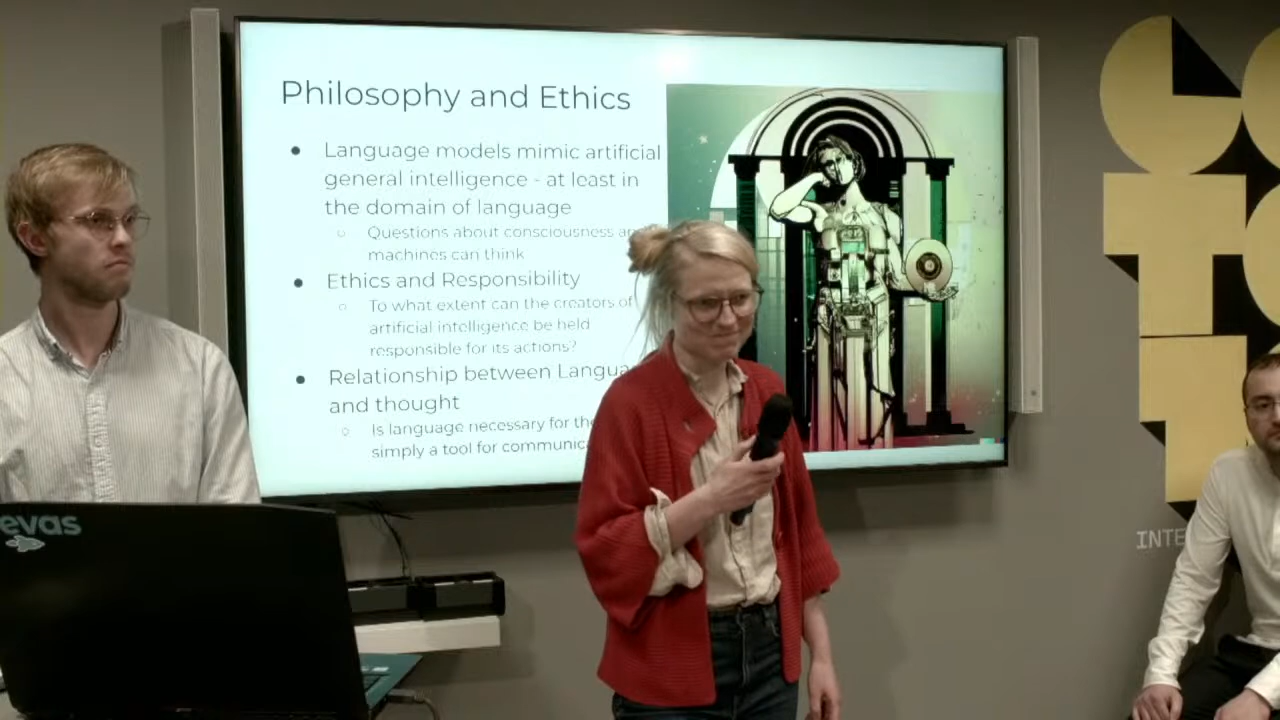 Philosophy and Ethics
Language models mimic artificial
general intelligence - at least in
the domain of language
Questions about consciousness
machines can think
Ethics and Responsibility
To what extent can the creators of
artificial intelligence be held
responsible for its actions?
Relationship between
and thought
Is language necessary for
simply a tool for
evas
INTE